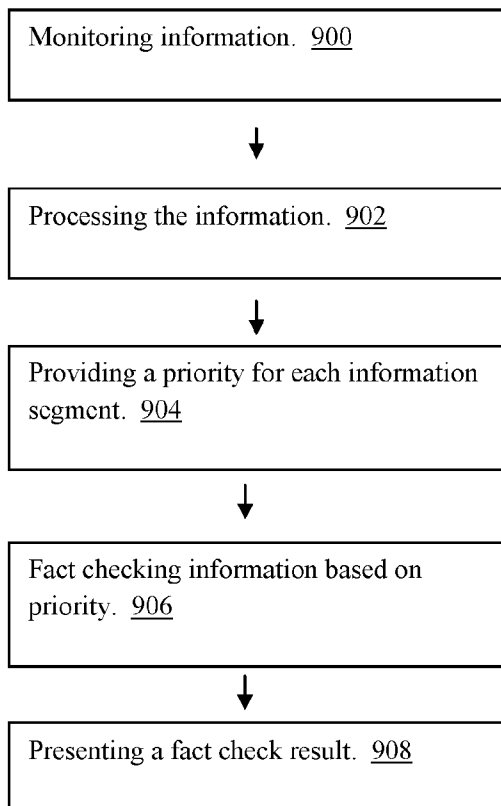 Monitoring information. 900
Processing the information. 902
Providing a priority for each information
segment. 904
Fact checking information based on
priority. 906
Presenting a fact check result. 908